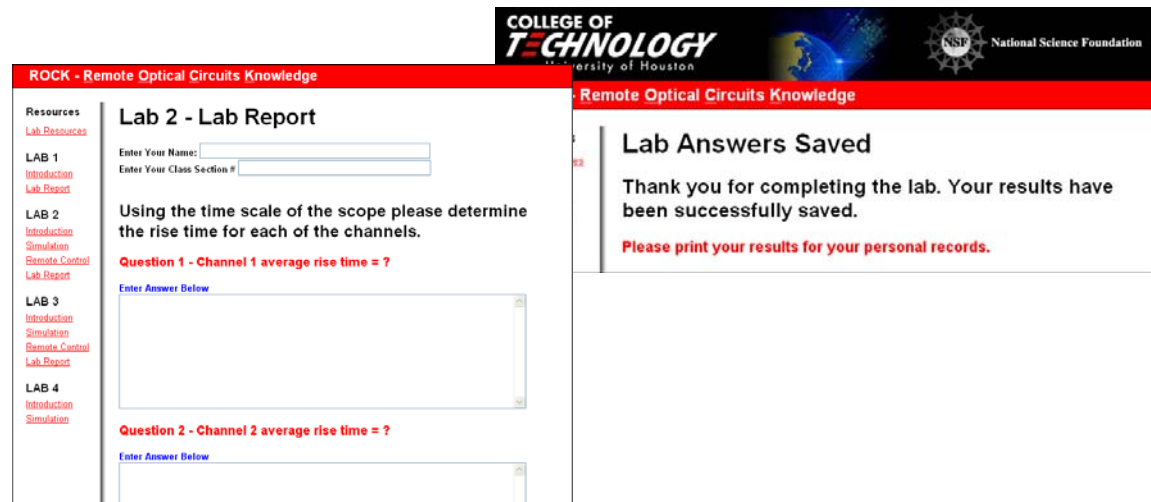 COLLEGE OF
TECHNOLOGY
University of Houston
NSF
National Science Foundation
Remote Optical Circuits Knowledge
Lab Answers Saved
Thank you for completing the lab. Your results have
been successfully saved.
Please print your results for your personal records.
ROCK - Remote Optical Circuits Knowledge
Resources
Lab Resources
LAB 1
Introduction
Lab Report
LAB 2
Introduction
Simulation
Remote Control
Lab Report
LAB 3
Introduction
Simulation
Remote Control
Lab Report
LAB 4
Introduction
Simulation
Lab 2 - Lab Report
Enter Your Name:
Enter Your Class Section #
Using the time scale of the scope please determine
the rise time for each of the channels.
Question 1 - Channel 1 average rise time = ?
Enter Answer Below
Question 2 - Channel 2 average rise time = ?
Enter Answer Below